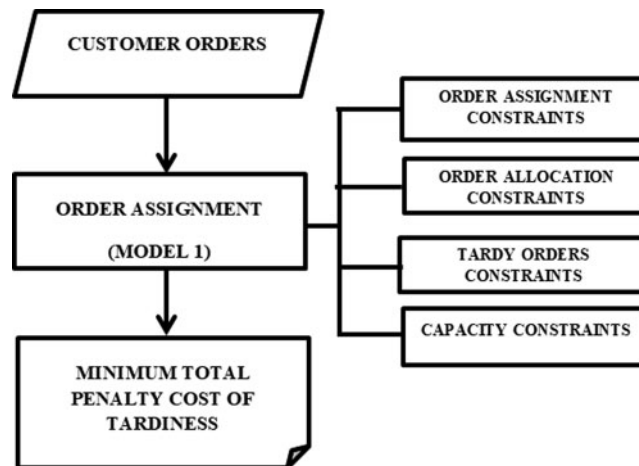 CUSTOMER ORDERS
ORDER ASSIGNMENT
(MODEL 1)
MINIMUM TOTAL
PENALTY COST OF
TARDINESS
ORDER ASSIGNMENT
CONSTRAINTS
ORDER ALLOCATION
CONSTRAINTS
TARDY ORDERS
CONSTRAINTS
CAPACITY CONSTRAINTS